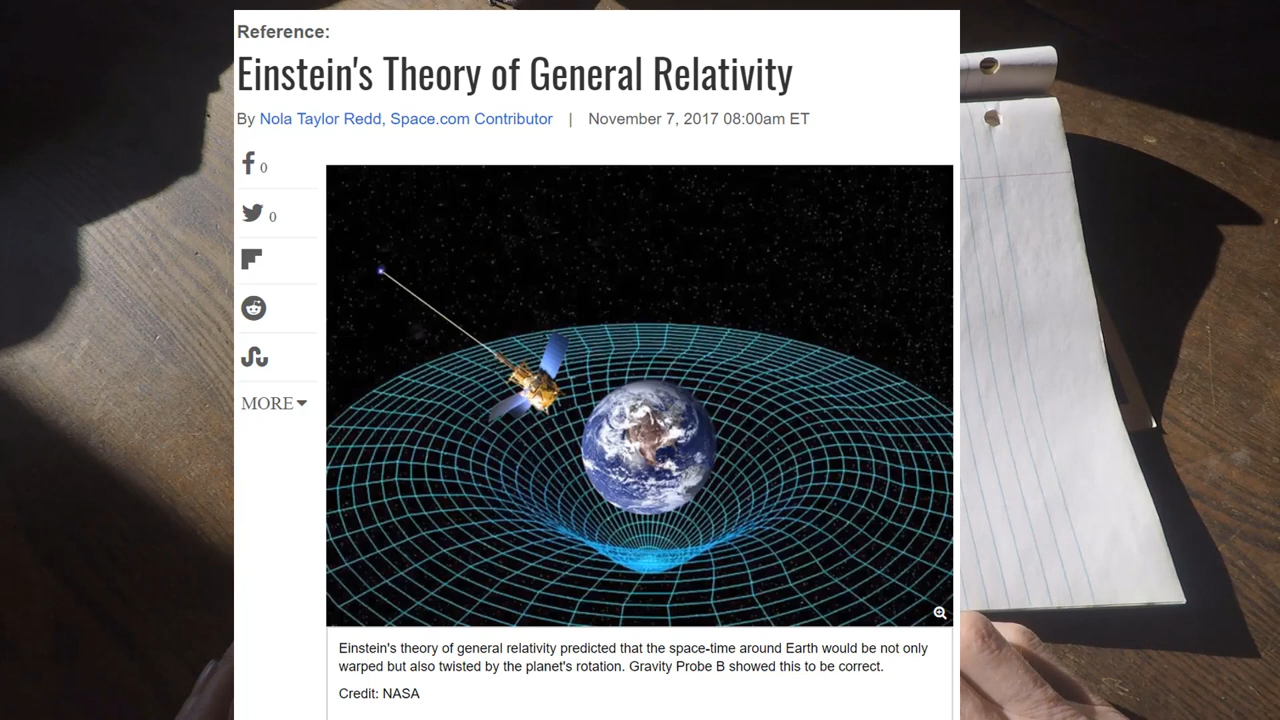 Reference:
Einstein's Theory of General Relativity
By Nola Taylor Redd, Space.com Contributor | November 7, 2017 08:00am ET
0
0
MORE
Einstein's theory of general relativity predicted that the space-time around Earth would be not only
warped but also twisted by the planet's rotation. Gravity Probe B showed this to be correct.
Credit: NASA